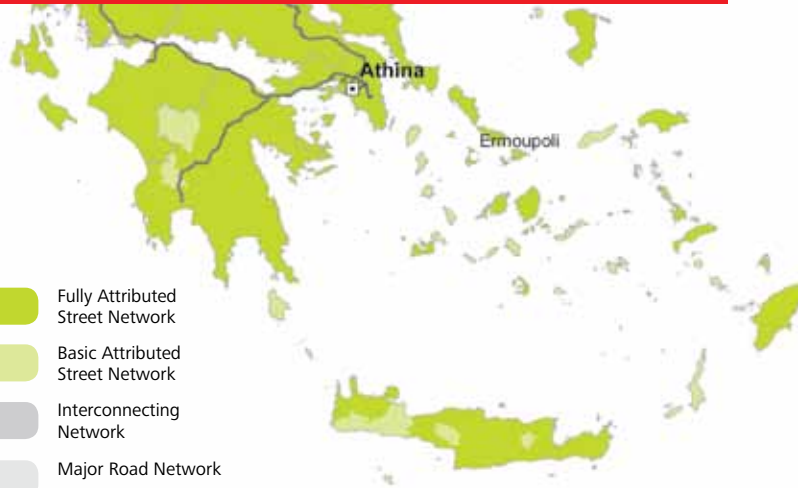 Athina
Ermoupoli
Fully Attributed
Street Network
Basic Attributed
Street Network
Interconnecting
Network
Major Road Network